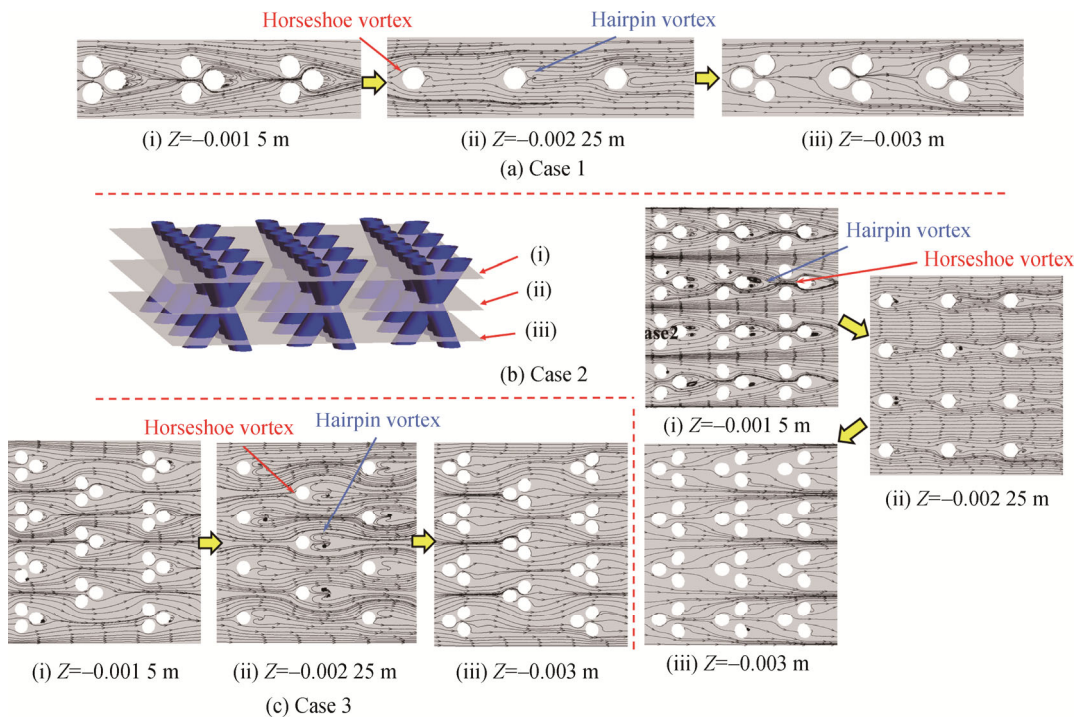 Horseshoe vortex
Hairpin vortex
(i) Z=–0.001 5 m
(ii) Z=–0.002 25 m
(iii) Z=–0.003 m
(a) Case 1
(i)
(ii)
(iii)
(b) Case 2
Hairpin vortex
Horseshoe vortex
ase2
(i) Z=–0.001 5 m
(ii) Z=–0.002 25 m
(iii) Z=–0.003 m
Horseshoe vortex
Hairpin vortex
(i) Z=–0.001 5 m
(ii) Z=–0.002 25 m
(iii) Z=–0.003 m
(c) Case 3